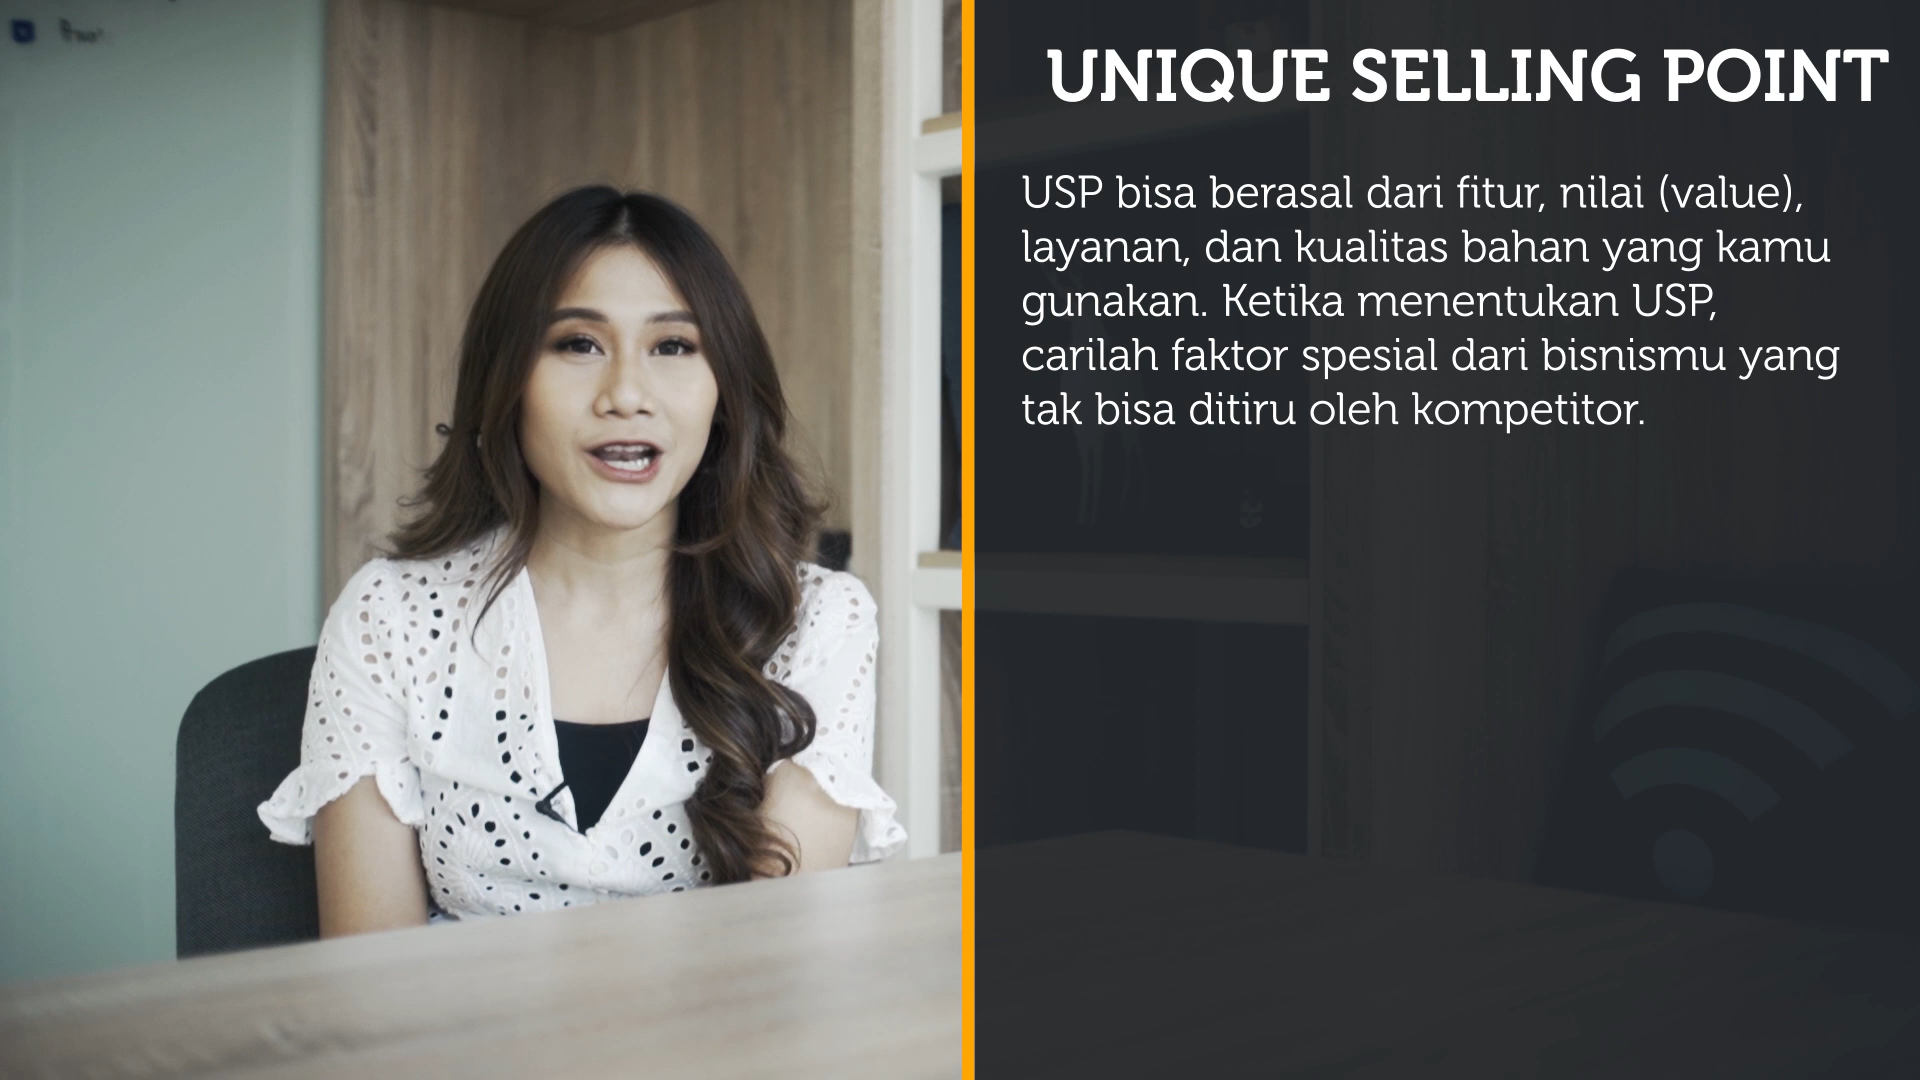 UNIQUE SELLING POINT
USP bisa berasal dari fitur, nilai (value),
layanan, dan kualitas bahan yang kamu
gunakan. Ketika menentukan USP,
carilah faktor spesial dari bisnismu yang
tak bisa ditiru oleh kompetitor.